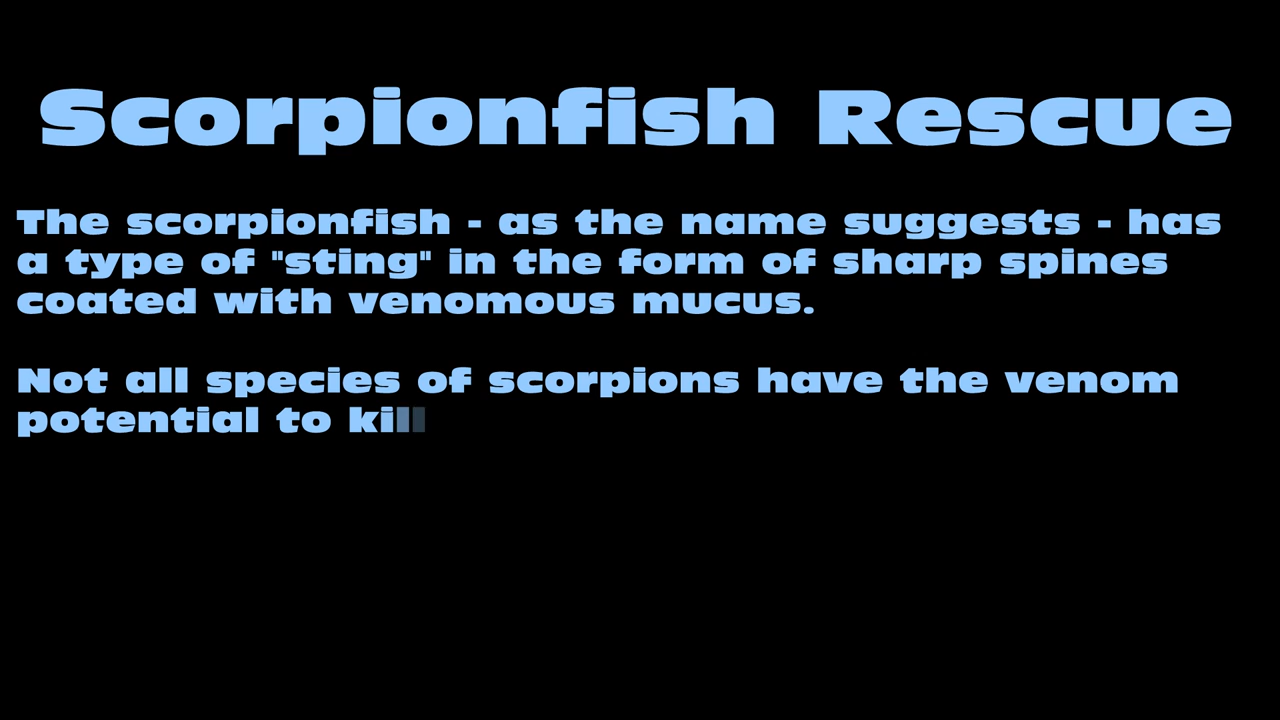 Scorpionfish Rescue
The scorpionfish - as the name suggests - has
a type of "sting" in the form of sharp spines
coated with venomous mucus.
Not all species of scorpions have the venom
potential to kill